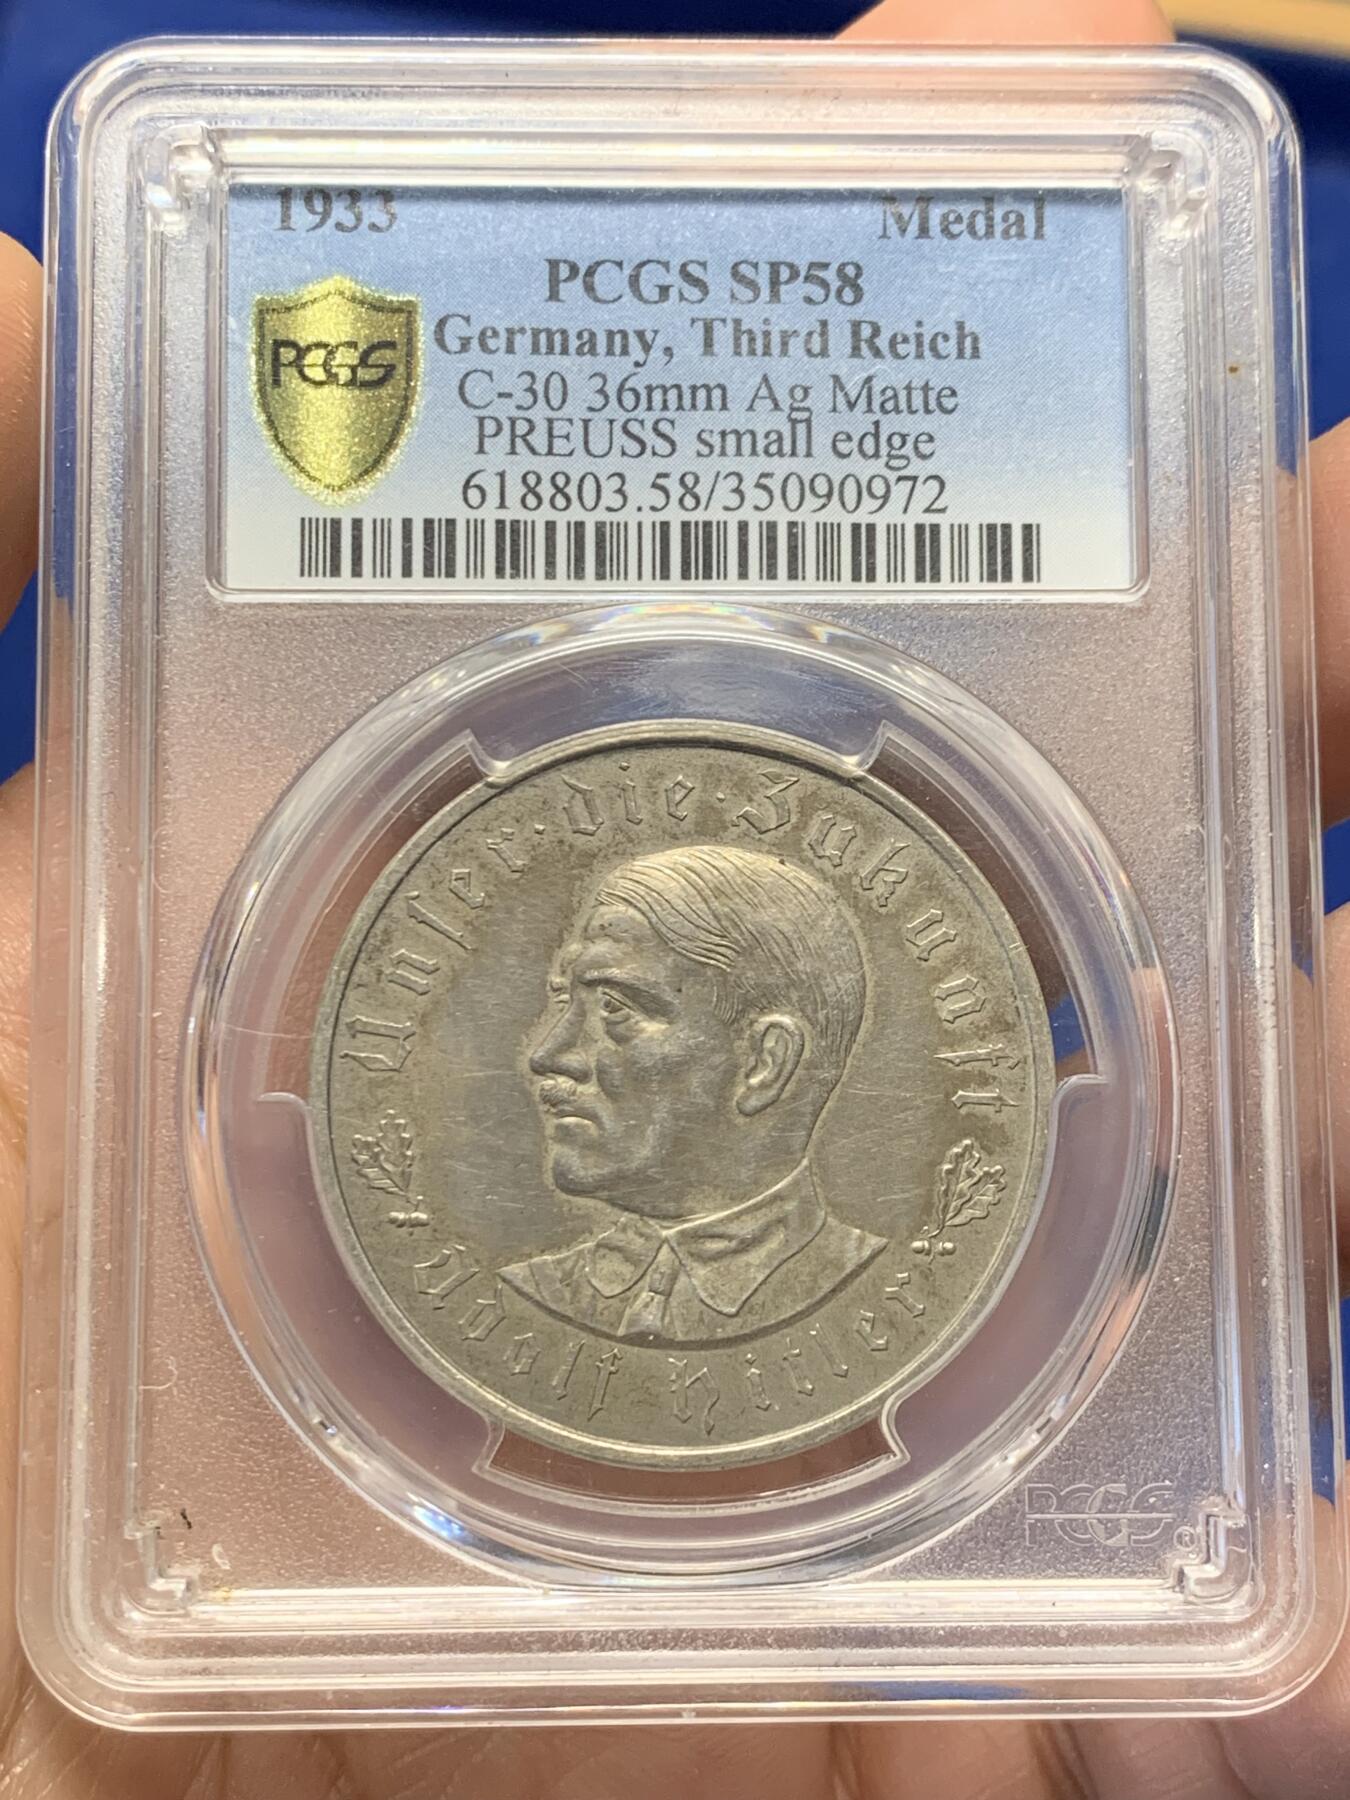 1933 Medal
PCGS SP58
Germany, Third Reich
PCGS
C-30 36mm Ag Matte
PREUSS small edge
618803.58/35090972
Unser · die · Zukunft
Adolf Hitler
PCGS